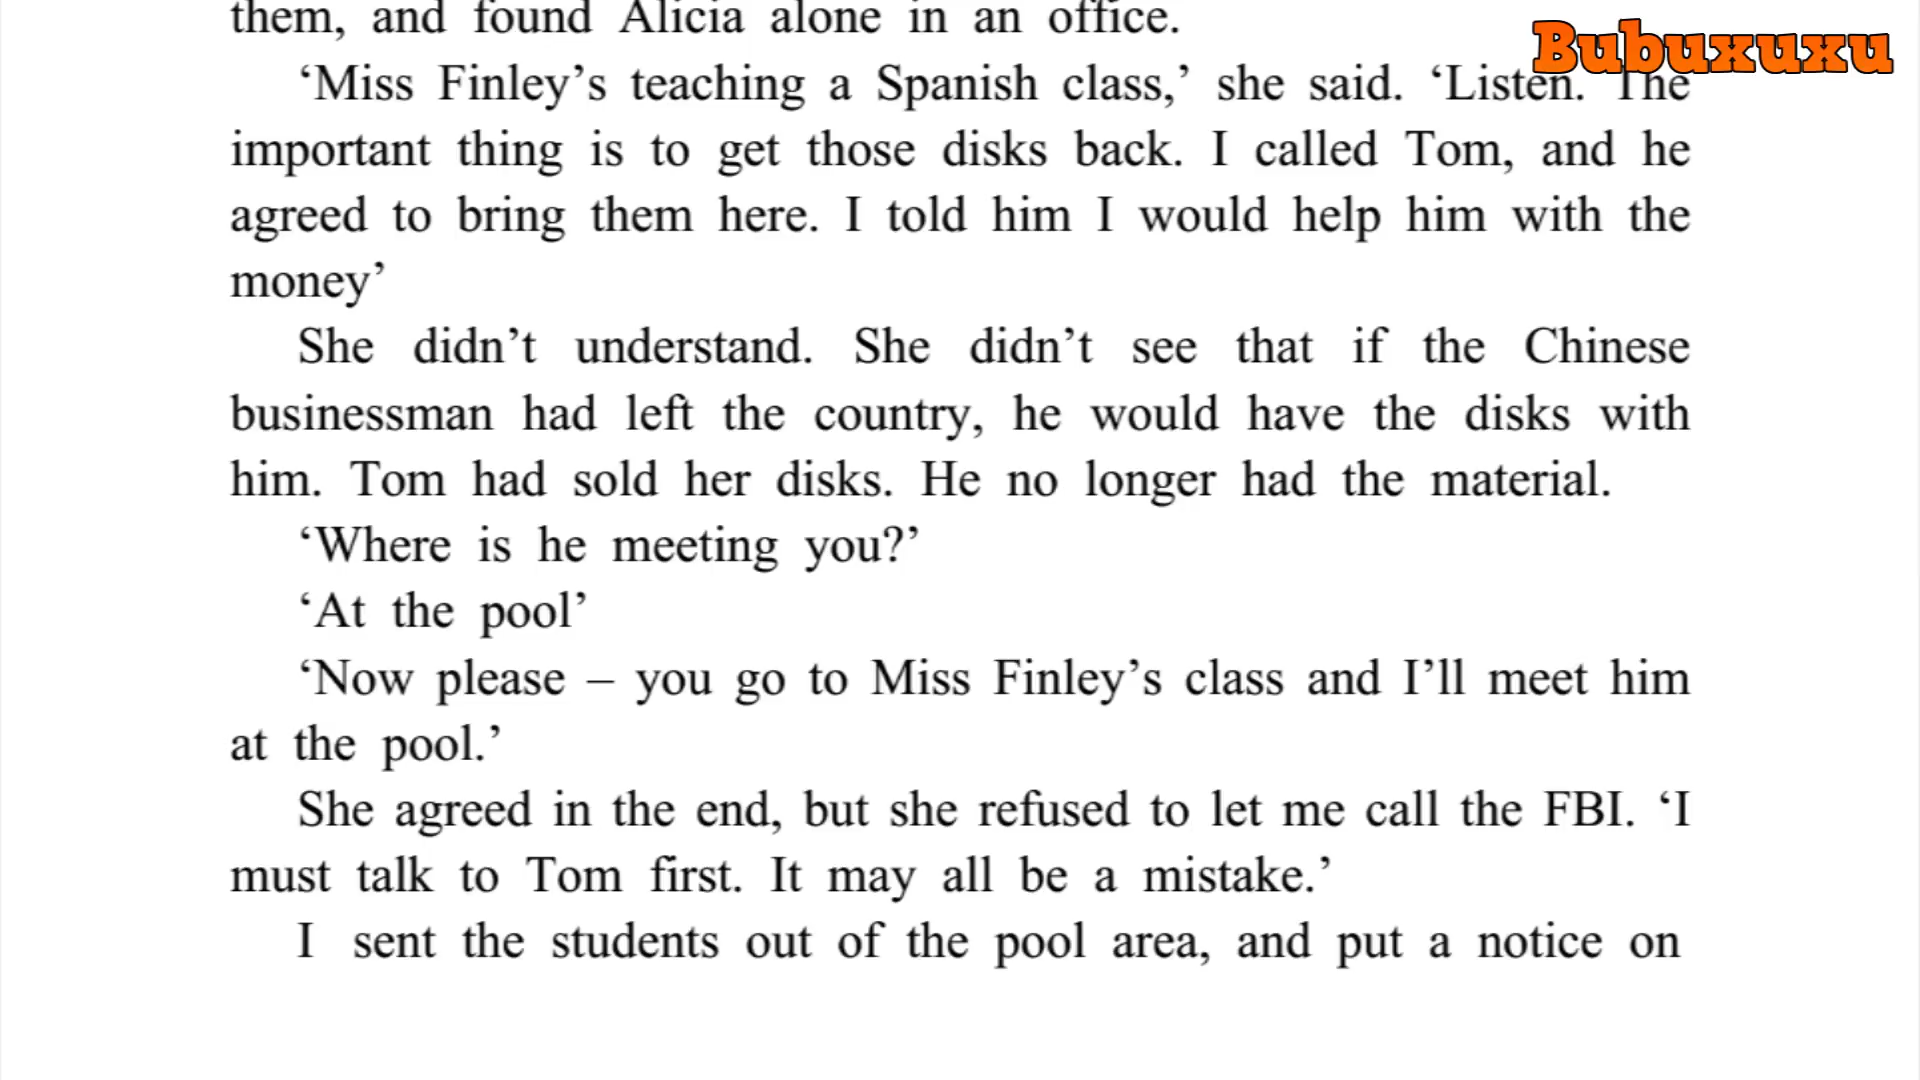 them, and found Alicia alone in an office.
Bubuxuxu
‘Miss Finley’s teaching a Spanish class,’ she said. ‘Listen. The
important thing is to get those disks back. I called Tom, and he
agreed to bring them here. I told him I would help him with the
money’
She didn’t understand. She didn’t see that if the Chinese
businessman had left the country, he would have the disks with
him. Tom had sold her disks. He no longer had the material.
‘Where is he meeting you?’
‘At the pool’
‘Now please – you go to Miss Finley’s class and I’ll meet him
at the pool.’
She agreed in the end, but she refused to let me call the FBI. ‘I
must talk to Tom first. It may all be a mistake.’
I sent the students out of the pool area, and put a notice on